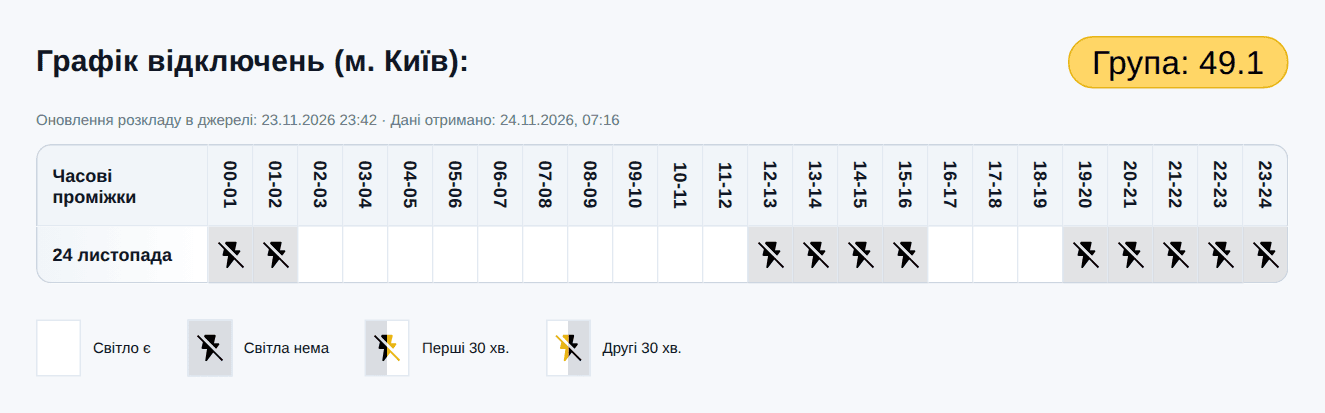 Графік відключень (м. Київ):
Група: 49.1
Оновлення розкладу в джерелі: 23.11.2026 23:42 · Дані отримано: 24.11.2026, 07:16
Часові
проміжки
00-01
01-02
02-03
03-04
04-05
05-06
06-07
07-08
08-09
09-10
10-11
11-12
12-13
13-14
14-15
15-16
16-17
17-18
18-19
19-20
20-21
21-22
22-23
23-24
24 листопада
Світло є
Світла нема
Перші 30 хв.
Другі 30 хв.